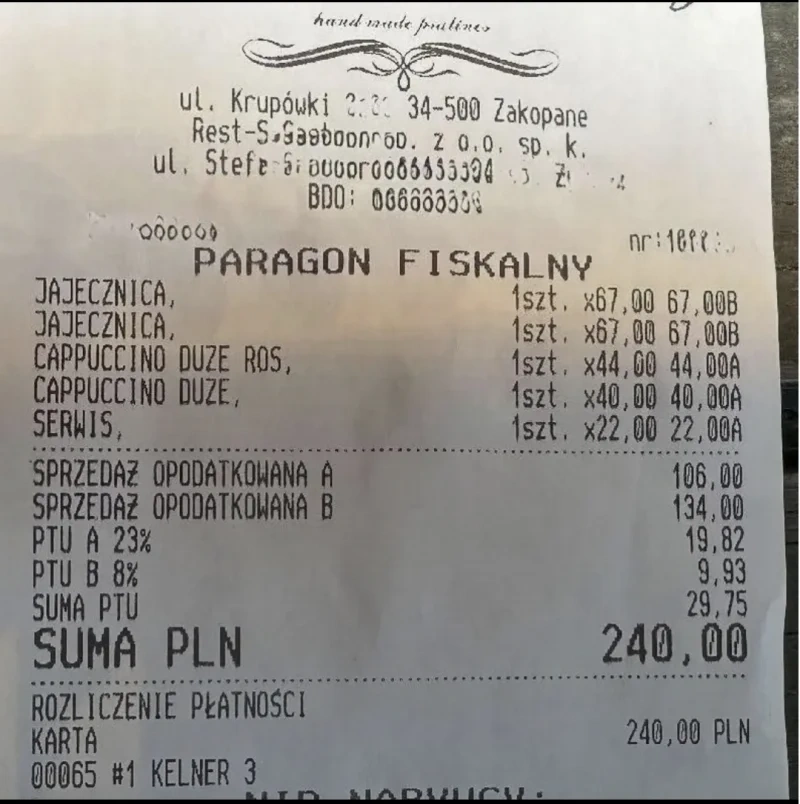 hand made pralines
ul. Krupówki 34-500 Zakopane
sp. k.
ul.
BDO:
PARAGON FISKALNY
JAJECZNICA, 1szt. x67,00 67,00B
JAJECZNICA, 1szt. x67,00 67,00B
CAPPUCCINO DUZE ROS, 1szt. x44,00 44,00A
CAPPUCCINO DUZE, 1szt. x40,00 40,00A
SERWIS, 1szt. x22,00 22,00A
SPRZEDAŻ OPODATKOWANA A 106,00
SPRZEDAŻ OPODATKOWANA B 134,00
PTU A 23% 19,82
PTU B 8% 9,93
SUMA PTU 29,75
SUMA PLN 240,00
ROZLICZENIE PŁATNOŚCI
KARTA 240,00 PLN
00065 #1 KELNER 3
NIP NABYWCY: